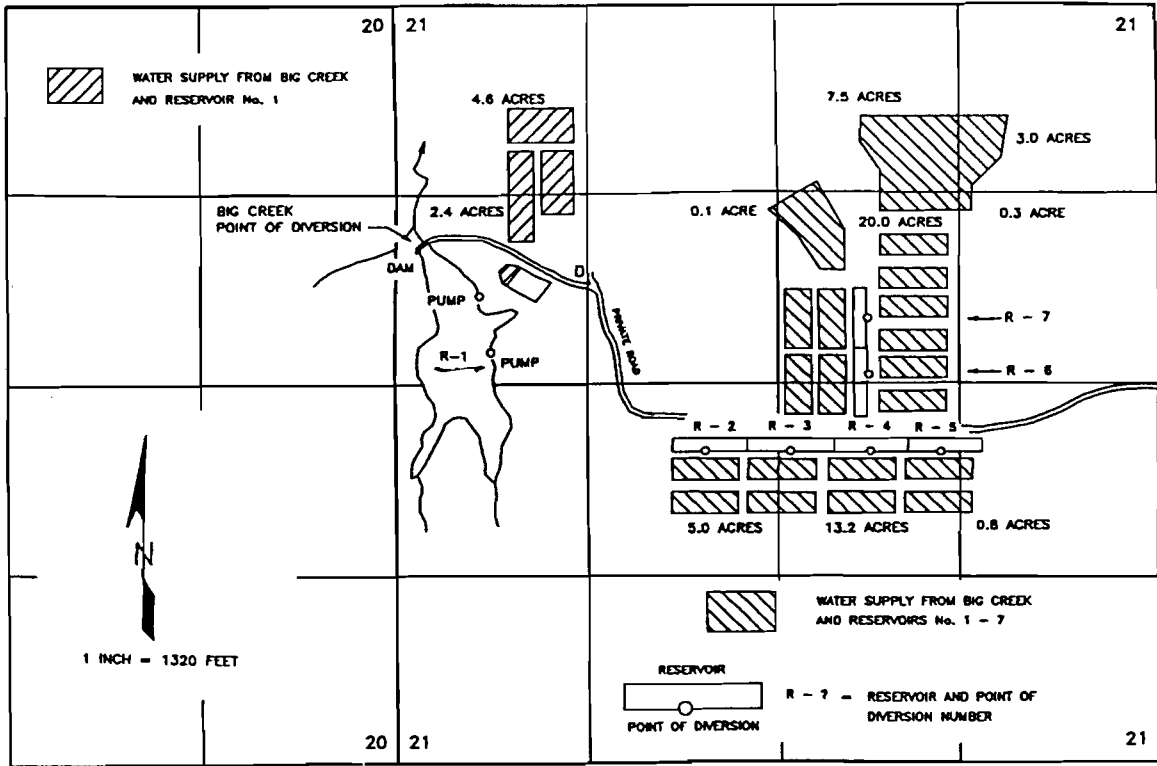 20 21
21
WATER SUPPLY FROM BIG CREEK
AND RESERVOIR No. 1
4.6 ACRES
7.5 ACRES
3.0 ACRES
2.4 ACRES
BIG CREEK
POINT OF DIVERSION
0.1 ACRE
20.0 ACRES
0.3 ACRE
DAM
D
PUMP
PRIVATE ROAD
R - 7
R-1
PUMP
R - 6
R - 2
R - 3
R - 4
R - 5
5.0 ACRES
13.2 ACRES
0.8 ACRES
N
WATER SUPPLY FROM BIG CREEK
AND RESERVOIRS No. 1 - 7
1 INCH = 1320 FEET
RESERVOIR
R - ? = RESERVOIR AND POINT OF
DIVERSION NUMBER
POINT OF DIVERSION
20 21
21